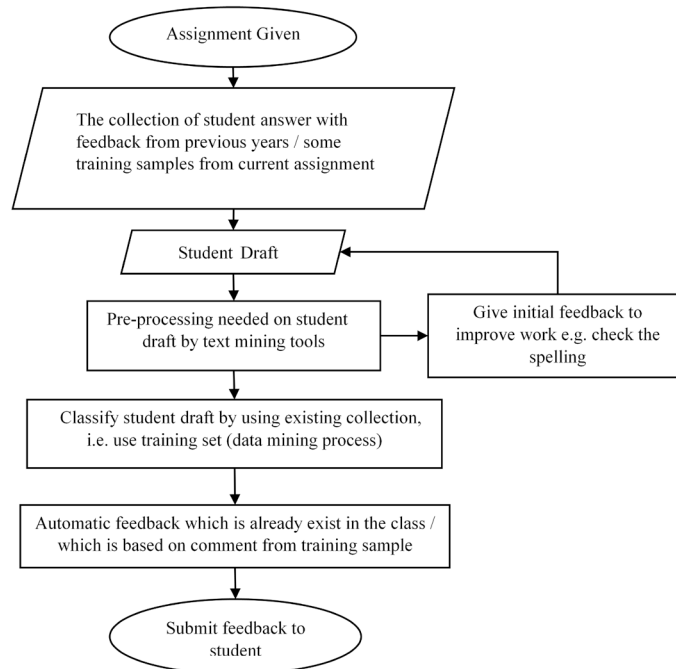 Assignment Given
The collection of student answer with
feedback from previous years / some
training samples from current assignment
Student Draft
Pre-processing needed on student
draft by text mining tools
Give initial feedback to
improve work e.g. check the
spelling
Classify student draft by using existing collection,
i.e. use training set (data mining process)
Automatic feedback which is already exist in the class /
which is based on comment from training sample
Submit feedback to
student